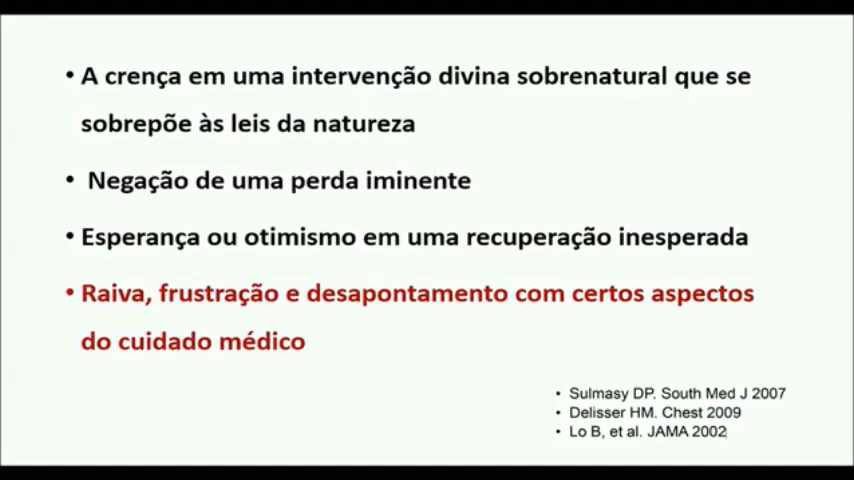 • A crença em uma intervenção divina sobrenatural que se
sobrepõe às leis da natureza
• Negação de uma perda iminente
• Esperança ou otimismo em uma recuperação inesperada
• Raiva, frustração e desapontamento com certos aspectos
do cuidado médico
• Sulmasy DP. South Med J 2007
• Delisser HM. Chest 2009
• Lo B, et al. JAMA 2002